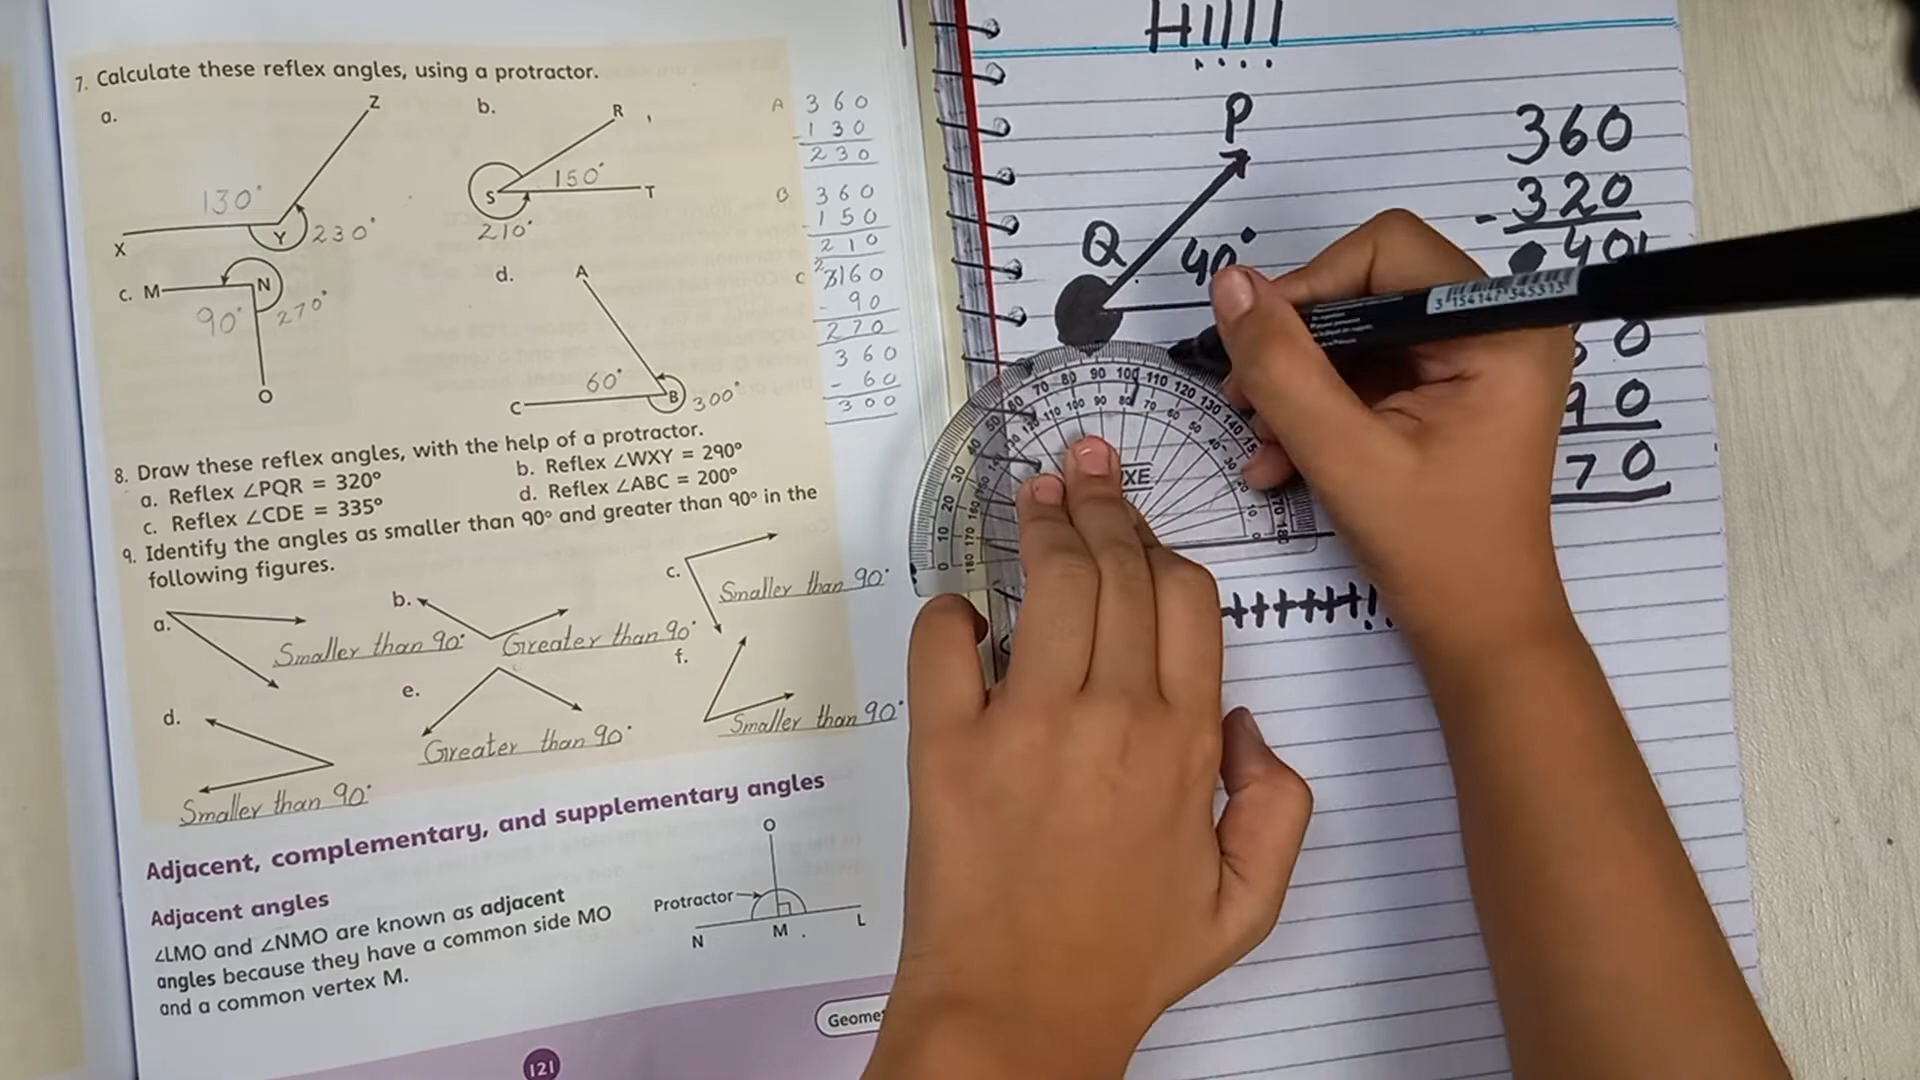 7. Calculate these reflex angles, using a protractor.
a.
Z
130°
X
Y
230°
b.
R
S
150°
T
210°
c. M
N
90°
270°
O
d.
A
60°
C
B
300°
A 360
- 130
230
B 360
- 150
210
C 360
- 90
270
360
- 60
300
8. Draw these reflex angles, with the help of a protractor.
a. Reflex ∠PQR = 320°
b. Reflex ∠WXY = 290°
c. Reflex ∠CDE = 335°
d. Reflex ∠ABC = 200°
9. Identify the angles as smaller than 90° and greater than 90° in the
following figures.
a.
Smaller than 90°
b.
Greater than 90°
c.
Smaller than 90°
d.
Smaller than 90°
e.
Greater than 90°
f.
Smaller than 90°
Adjacent, complementary, and supplementary angles
Adjacent angles
∠LMO and ∠NMO are known as adjacent
angles because they have a common side MO
and a common vertex M.
O
Protractor
N
M
L
121
P
Q
40°
360
- 320
040
0
90
70
3154147345315